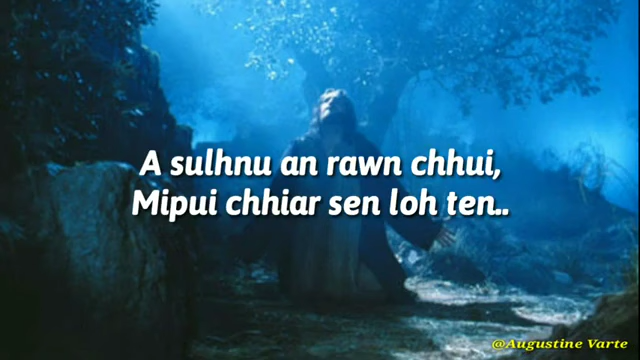 A sulhnu an rawn chhui,
Mipui chhiar sen loh ten..
@Augustine Varte